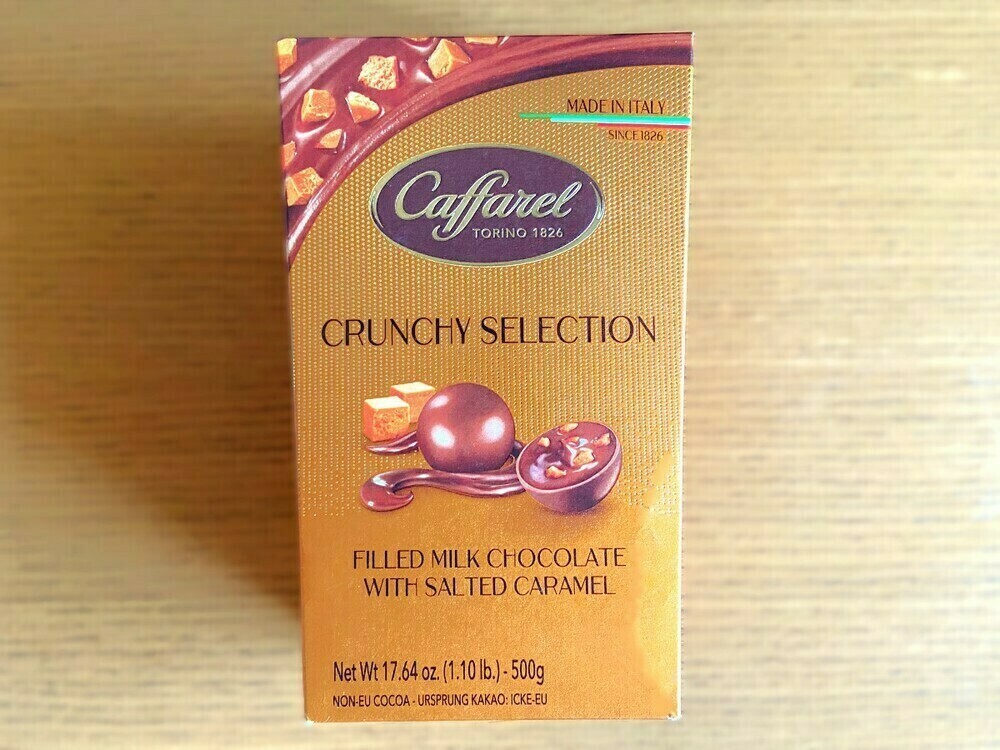 MADE IN ITALY
SINCE 1826
Caffarel
TORINO 1826
CRUNCHY SELECTION
FILLED MILK CHOCOLATE
WITH SALTED CARAMEL
Net Wt 17.64 oz. (1.10 lb.) - 500g
NON-EU COCOA - URSPRUNG KAKAO: ICKE-EU